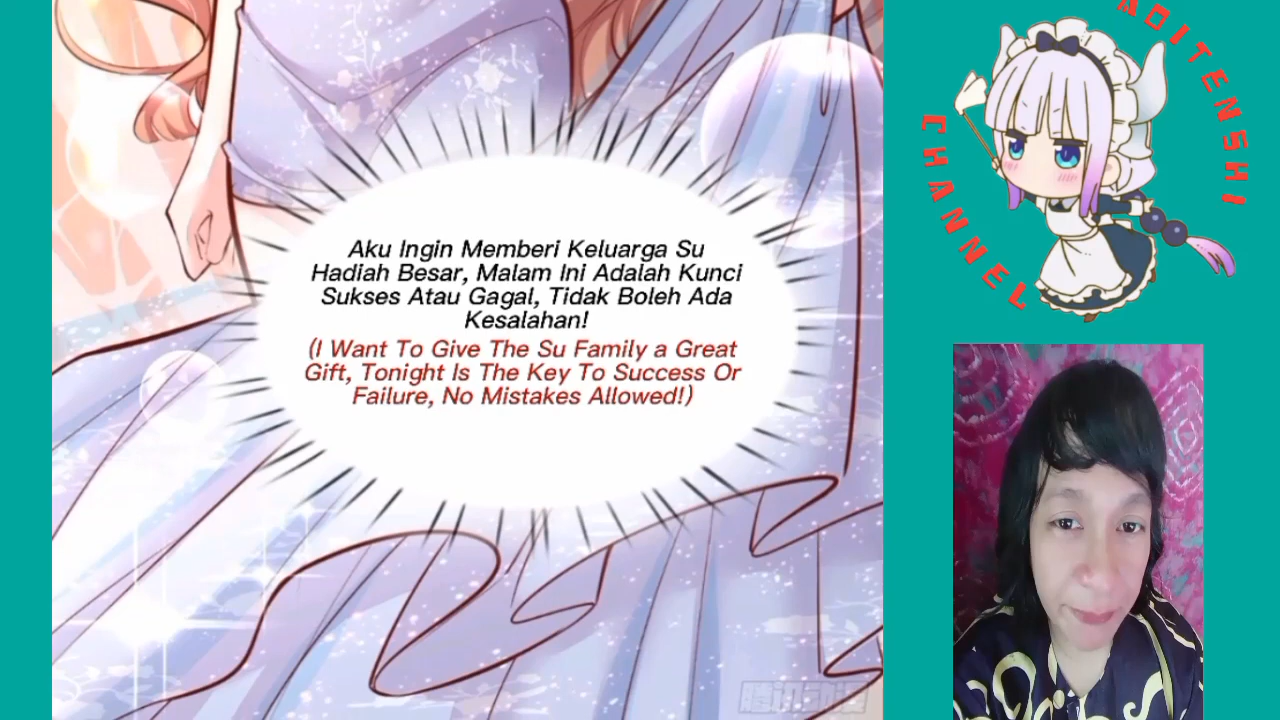 Aku Ingin Memberi Keluarga Su
Hadiah Besar, Malam Ini Adalah Kunci
Sukses Atau Gagal, Tidak Boleh Ada
Kesalahan!
(I Want To Give The Su Family a Great
Gift, Tonight Is The Key To Success Or
Failure, No Mistakes Allowed!)
ADITENSHI
CHANNEL